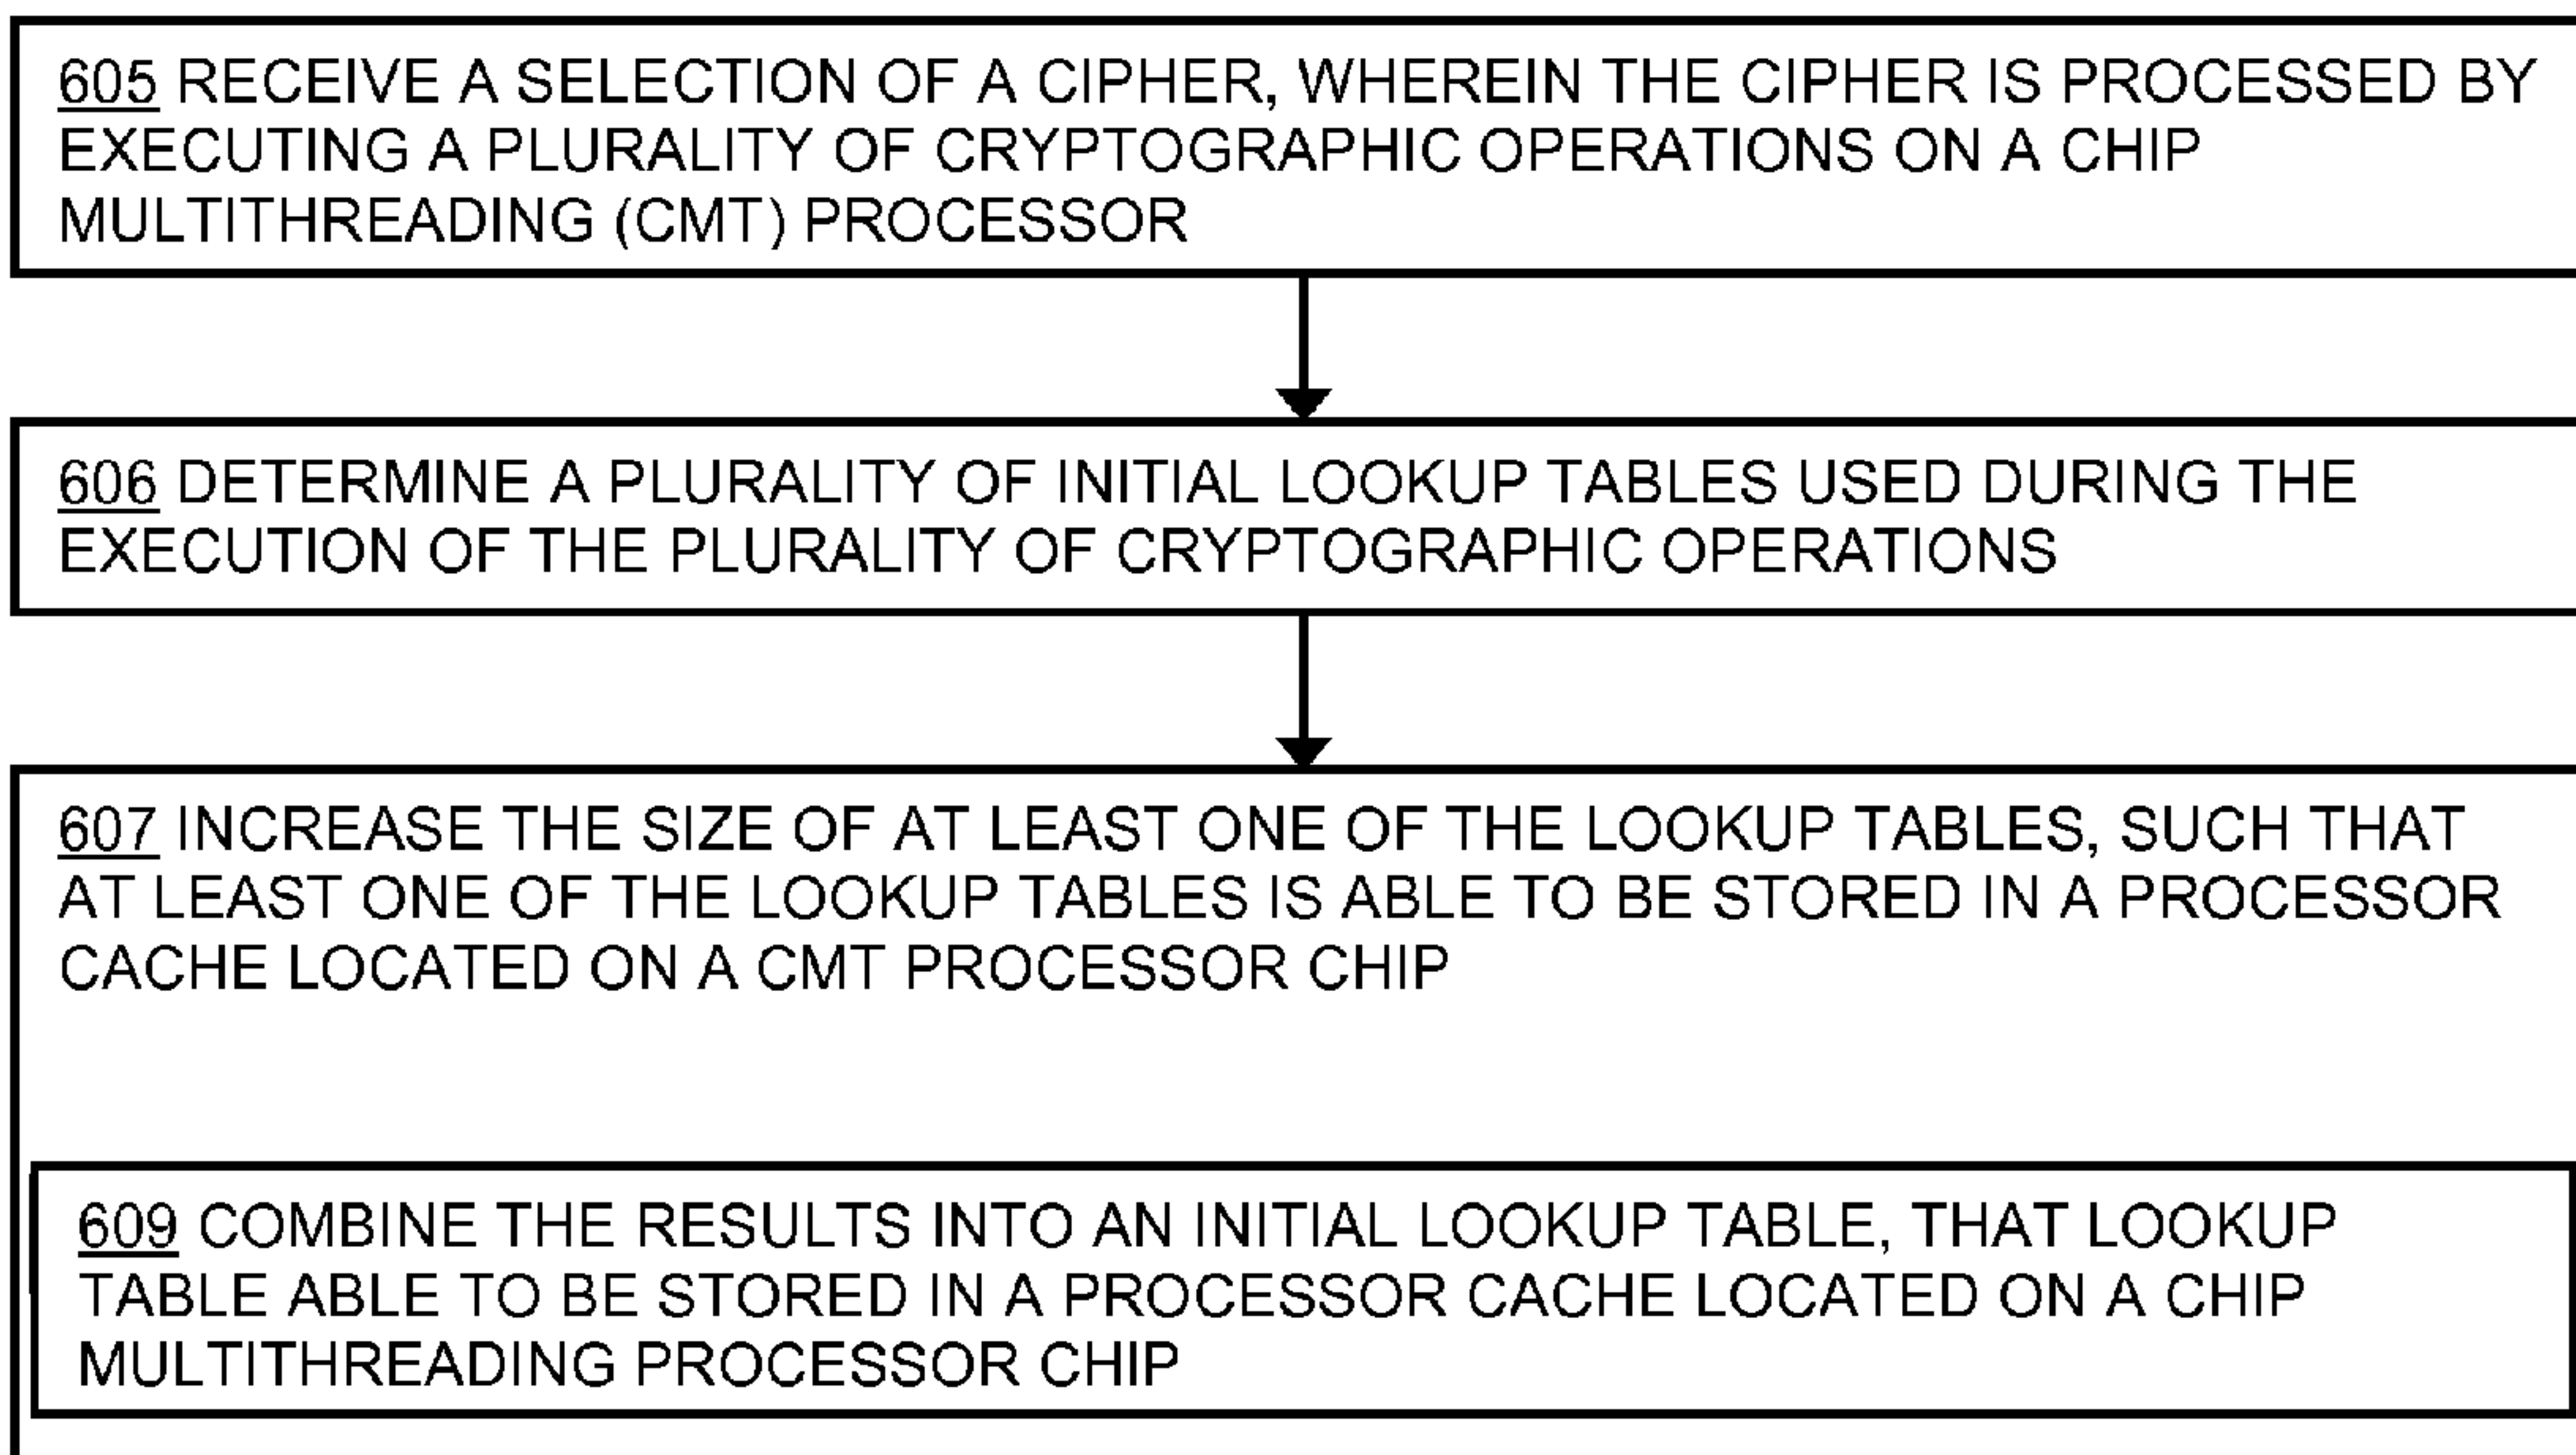 605 RECEIVE A SELECTION OF A CIPHER, WHEREIN THE CIPHER IS PROCESSED BY
EXECUTING A PLURALITY OF CRYPTOGRAPHIC OPERATIONS ON A CHIP
MULTITHREADING (CMT) PROCESSOR
606 DETERMINE A PLURALITY OF INITIAL LOOKUP TABLES USED DURING THE
EXECUTION OF THE PLURALITY OF CRYPTOGRAPHIC OPERATIONS
607 INCREASE THE SIZE OF AT LEAST ONE OF THE LOOKUP TABLES, SUCH THAT
AT LEAST ONE OF THE LOOKUP TABLES IS ABLE TO BE STORED IN A PROCESSOR
CACHE LOCATED ON A CMT PROCESSOR CHIP
609 COMBINE THE RESULTS INTO AN INITIAL LOOKUP TABLE, THAT LOOKUP
TABLE ABLE TO BE STORED IN A PROCESSOR CACHE LOCATED ON A CHIP
MULTITHREADING PROCESSOR CHIP